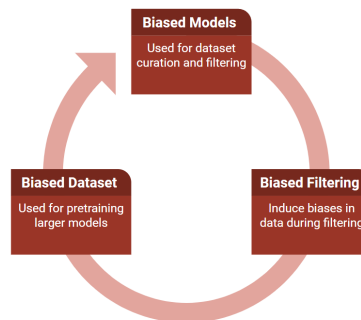 Biased Models
Used for dataset
curation and filtering
Biased Dataset
Used for pretraining
larger models
Biased Filtering
Induce biases in
data during filtering